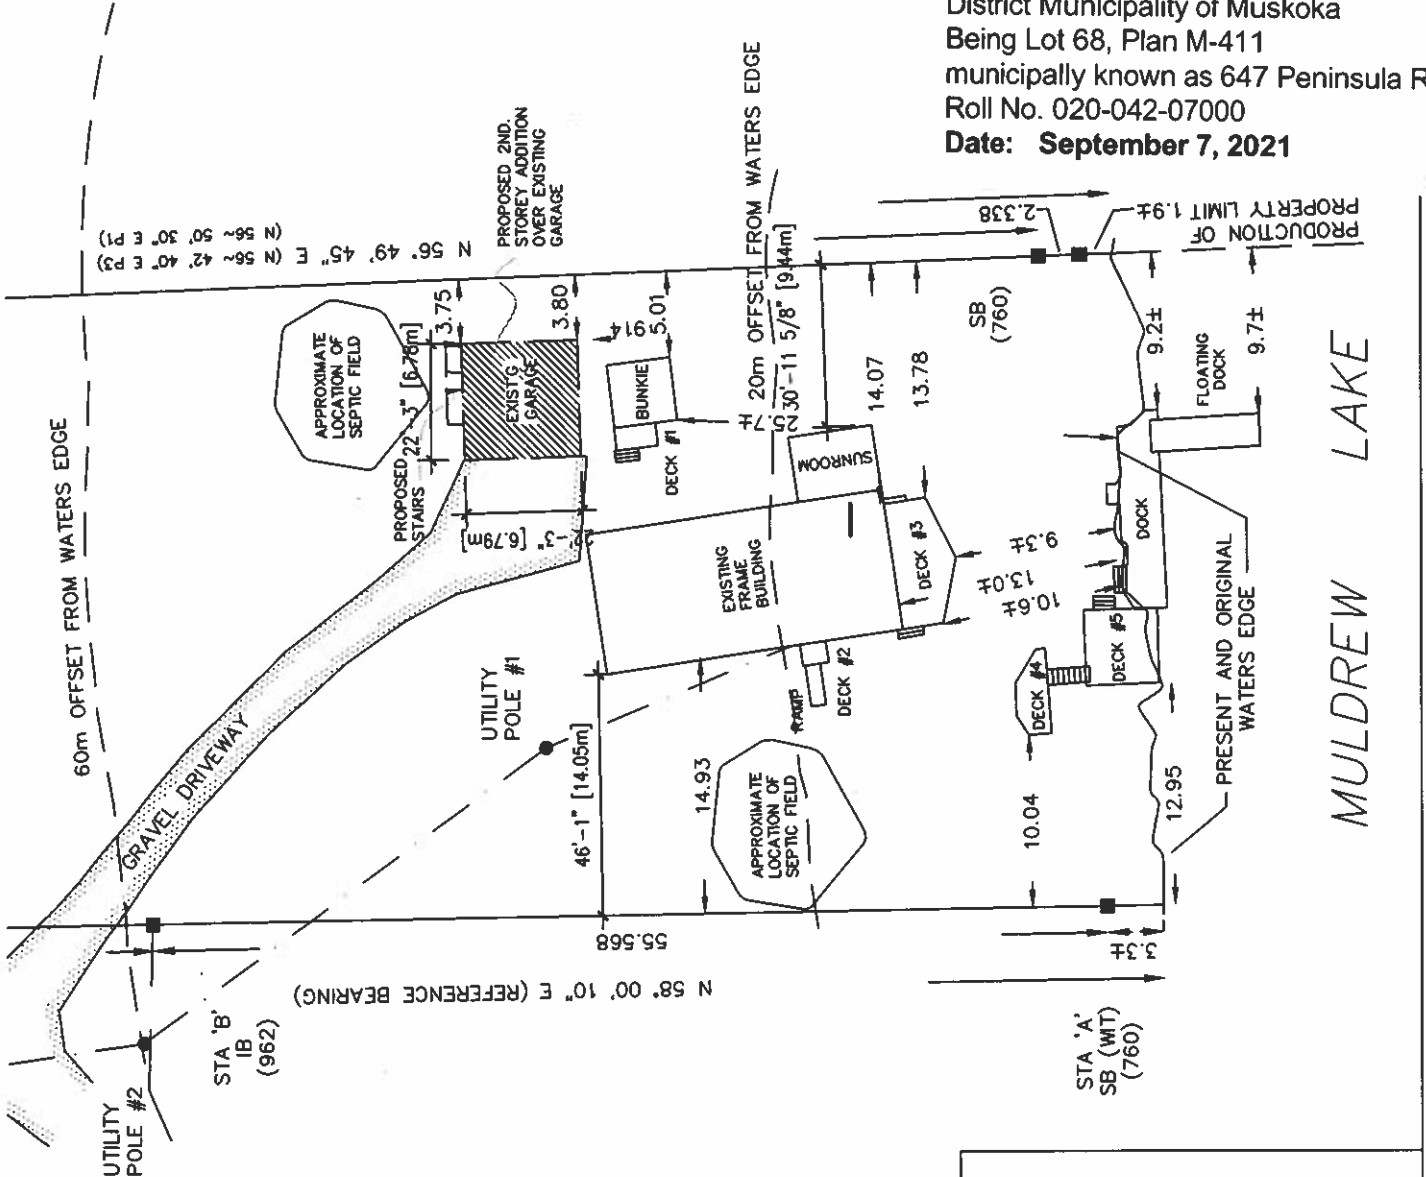 District Municipality of Muskoka
Being Lot 68, Plan M-411
municipally known as 647 Peninsula R
Roll No. 020-042-07000
Date: September 7, 2021
60m OFFSET FROM WATERS EDGE
N 56° 49' 45" E
(N 56~ 42' 40" E P3)
(N 56~ 50' 30" E P1)
PROPOSED 2ND.
STOREY ADDITION
OVER EXISTING
GARAGE
20m OFFSET FROM WATERS EDGE
APPROXIMATE
LOCATION OF
SEPTIC FIELD
22'-3" [6.78m]
3.75
3.80
EXIST'G
GARAGE
PROPOSED
STAIRS
22'-3" [6.79m]
.914
5.01
BUNKIE
DECK #1
25.7±
30'-11 5/8" [9.44m]
SUNROOM
14.07
13.78
2.338
1.9±
PRODUCTION OF
PROPERTY LIMIT
SB
(760)
9.2±
9.7±
FLOATING
DOCK
DOCK
EXISTING
FRAME
BUILDING
DECK #3
9.3±
13.0±
10.6±
GRAVEL DRIVEWAY
UTILITY
POLE #1
46'-1" [14.05m]
14.93
RAMP
DECK #2
DECK #4
DECK #5
APPROXIMATE
LOCATION OF
SEPTIC FIELD
10.04
12.95
PRESENT AND ORIGINAL
WATERS EDGE
MULDREW LAKE
55.568
3.3±
N 58° 00' 10" E (REFERENCE BEARING)
STA 'B'
IB
(962)
UTILITY
POLE #2
STA 'A'
SB (WIT)
(760)